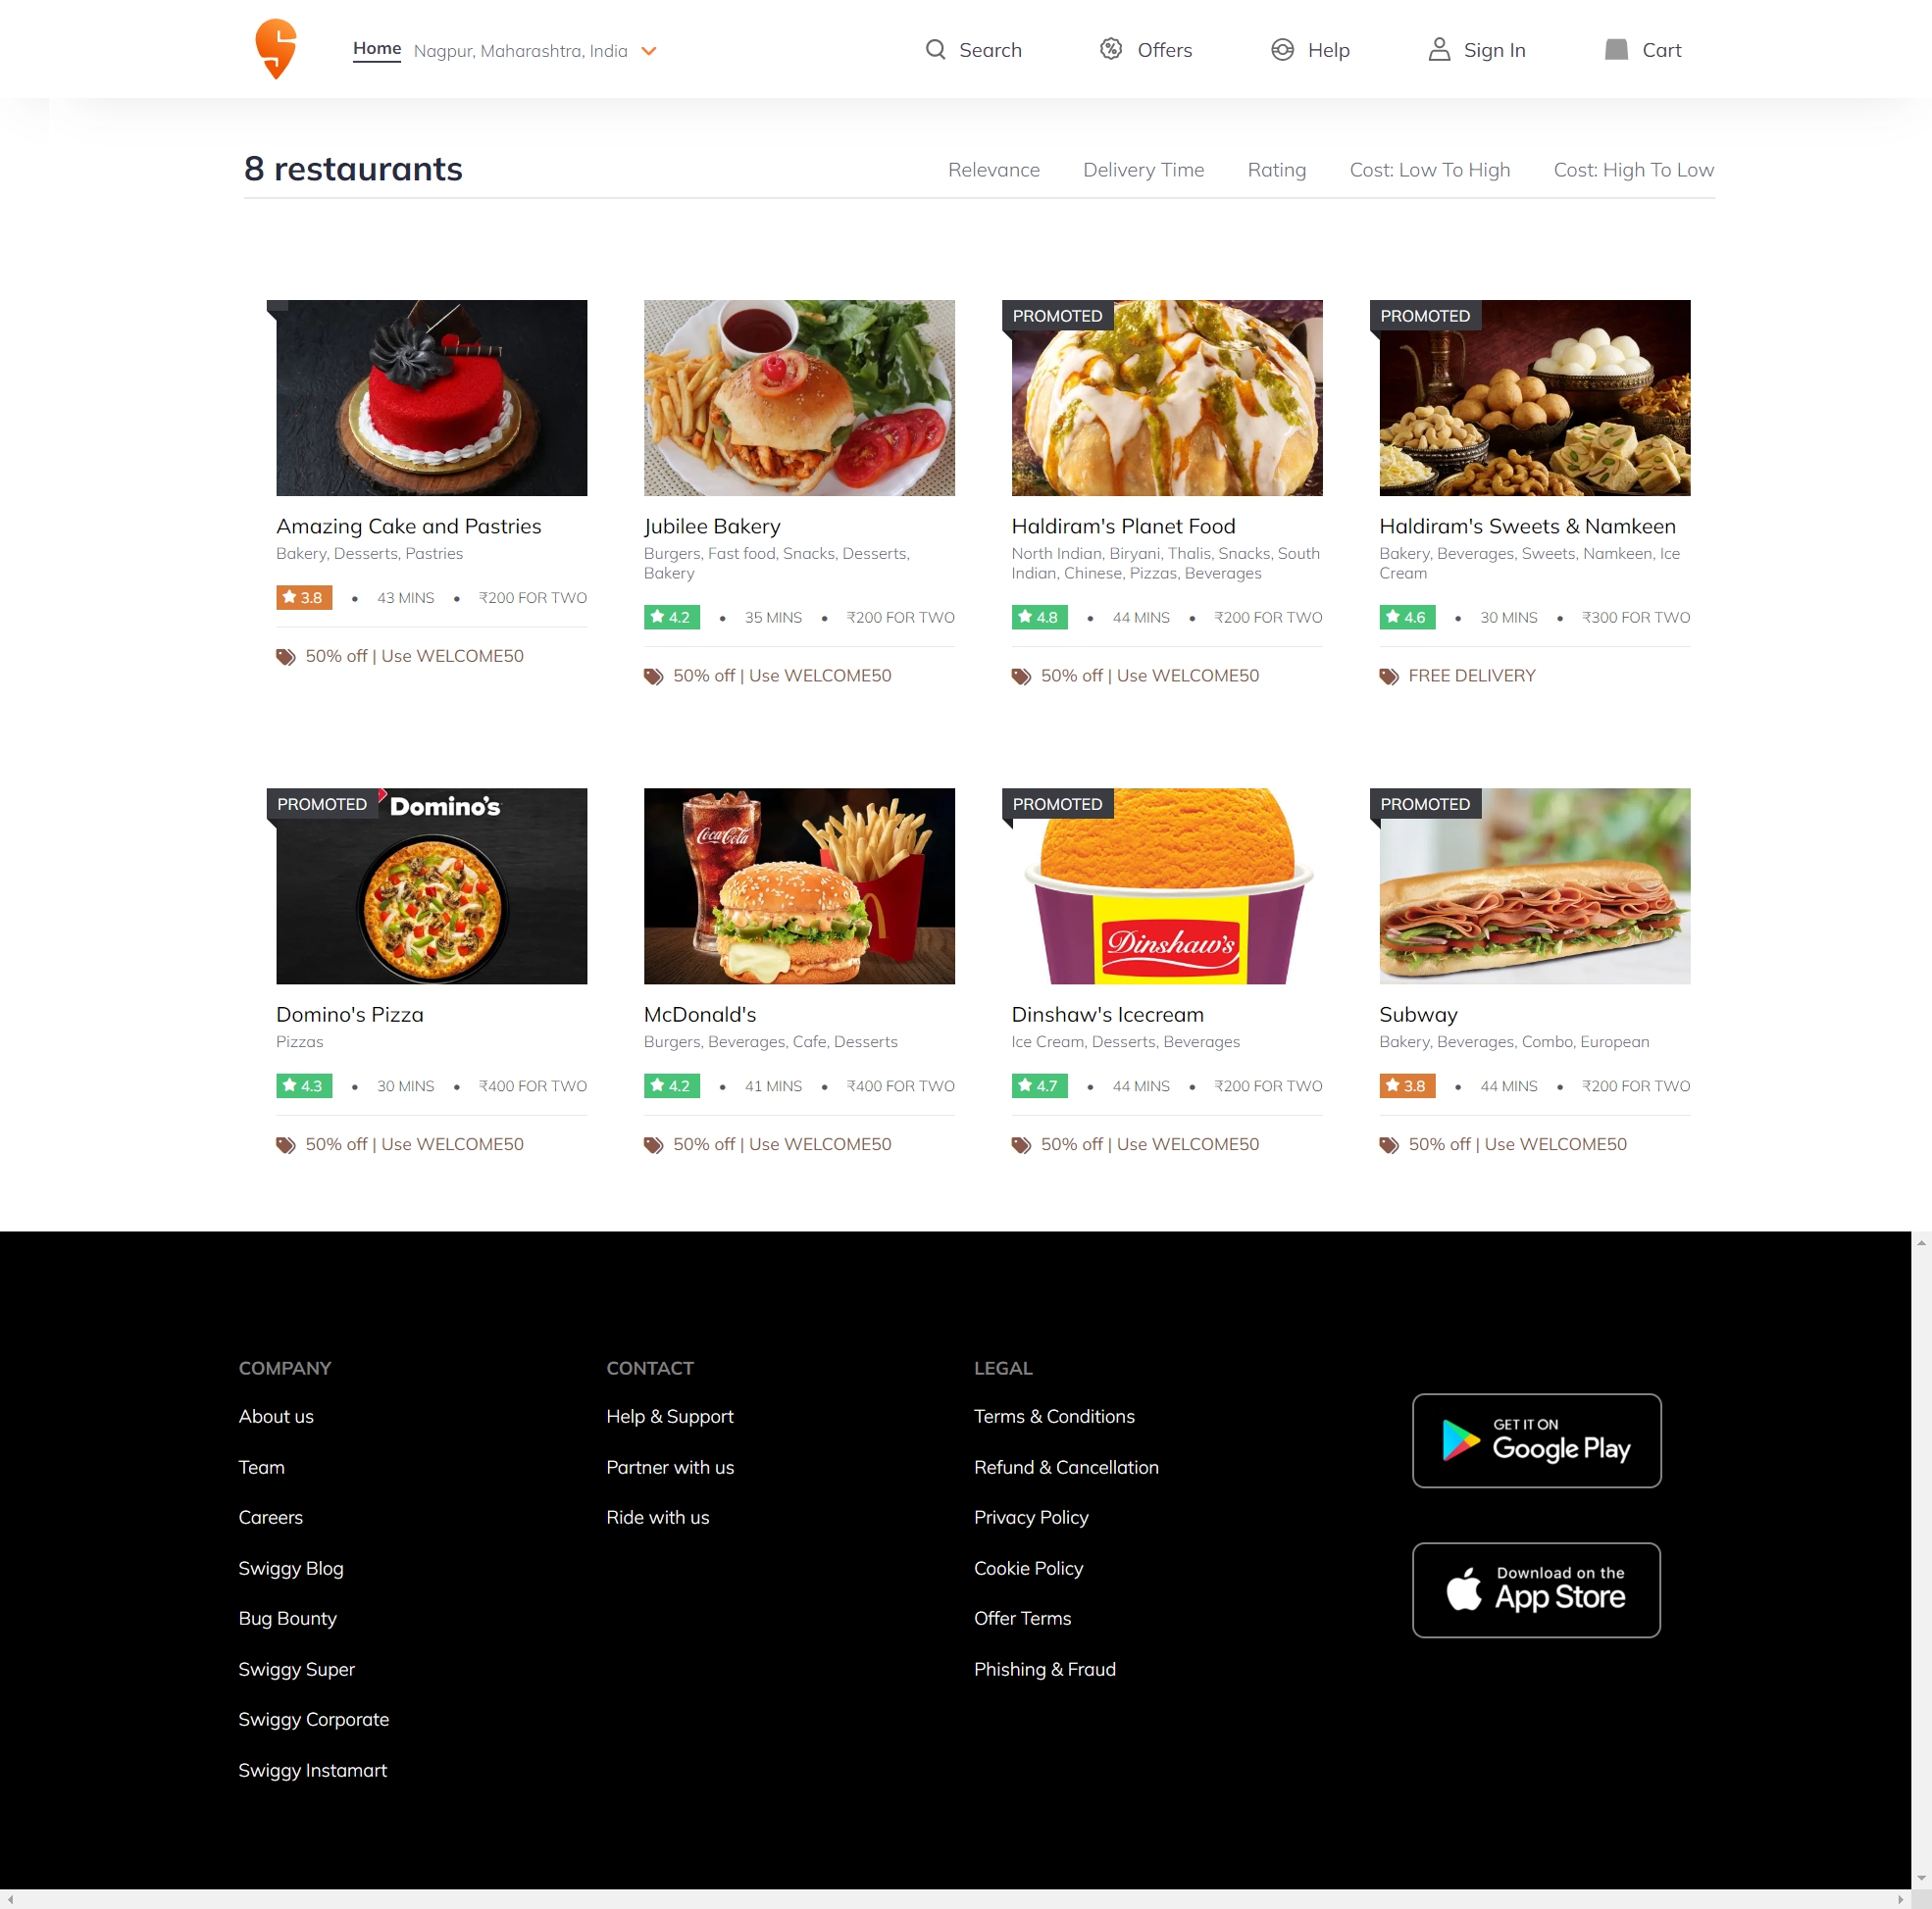 Home Nagpur, Maharashtra, India Search Offers Help Sign In Cart
8 restaurants Relevance Delivery Time Rating Cost: Low To High Cost: High To Low
Amazing Cake and Pastries
Bakery, Desserts, Pastries
3.8 • 43 MINS • ₹200 FOR TWO
50% off | Use WELCOME50
Jubilee Bakery
Burgers, Fast food, Snacks, Desserts,
Bakery
4.2 • 35 MINS • ₹200 FOR TWO
50% off | Use WELCOME50
PROMOTED
Haldiram's Planet Food
North Indian, Biryani, Thalis, Snacks, South
Indian, Chinese, Pizzas, Beverages
4.8 • 44 MINS • ₹200 FOR TWO
50% off | Use WELCOME50
PROMOTED
Haldiram's Sweets & Namkeen
Bakery, Beverages, Sweets, Namkeen, Ice
Cream
4.6 • 30 MINS • ₹300 FOR TWO
FREE DELIVERY
PROMOTED
Domino's
Domino's Pizza
Pizzas
4.3 • 30 MINS • ₹400 FOR TWO
50% off | Use WELCOME50
Coca-Cola
McDonald's
Burgers, Beverages, Cafe, Desserts
4.2 • 41 MINS • ₹400 FOR TWO
50% off | Use WELCOME50
PROMOTED
Dinshaw's
Dinshaw's Icecream
Ice Cream, Desserts, Beverages
4.7 • 44 MINS • ₹200 FOR TWO
50% off | Use WELCOME50
PROMOTED
Subway
Bakery, Beverages, Combo, European
3.8 • 44 MINS • ₹200 FOR TWO
50% off | Use WELCOME50
COMPANY
About us
Team
Careers
Swiggy Blog
Bug Bounty
Swiggy Super
Swiggy Corporate
Swiggy Instamart
CONTACT
Help & Support
Partner with us
Ride with us
LEGAL
Terms & Conditions
Refund & Cancellation
Privacy Policy
Cookie Policy
Offer Terms
Phishing & Fraud
GET IT ON
Google Play
Download on the
App Store